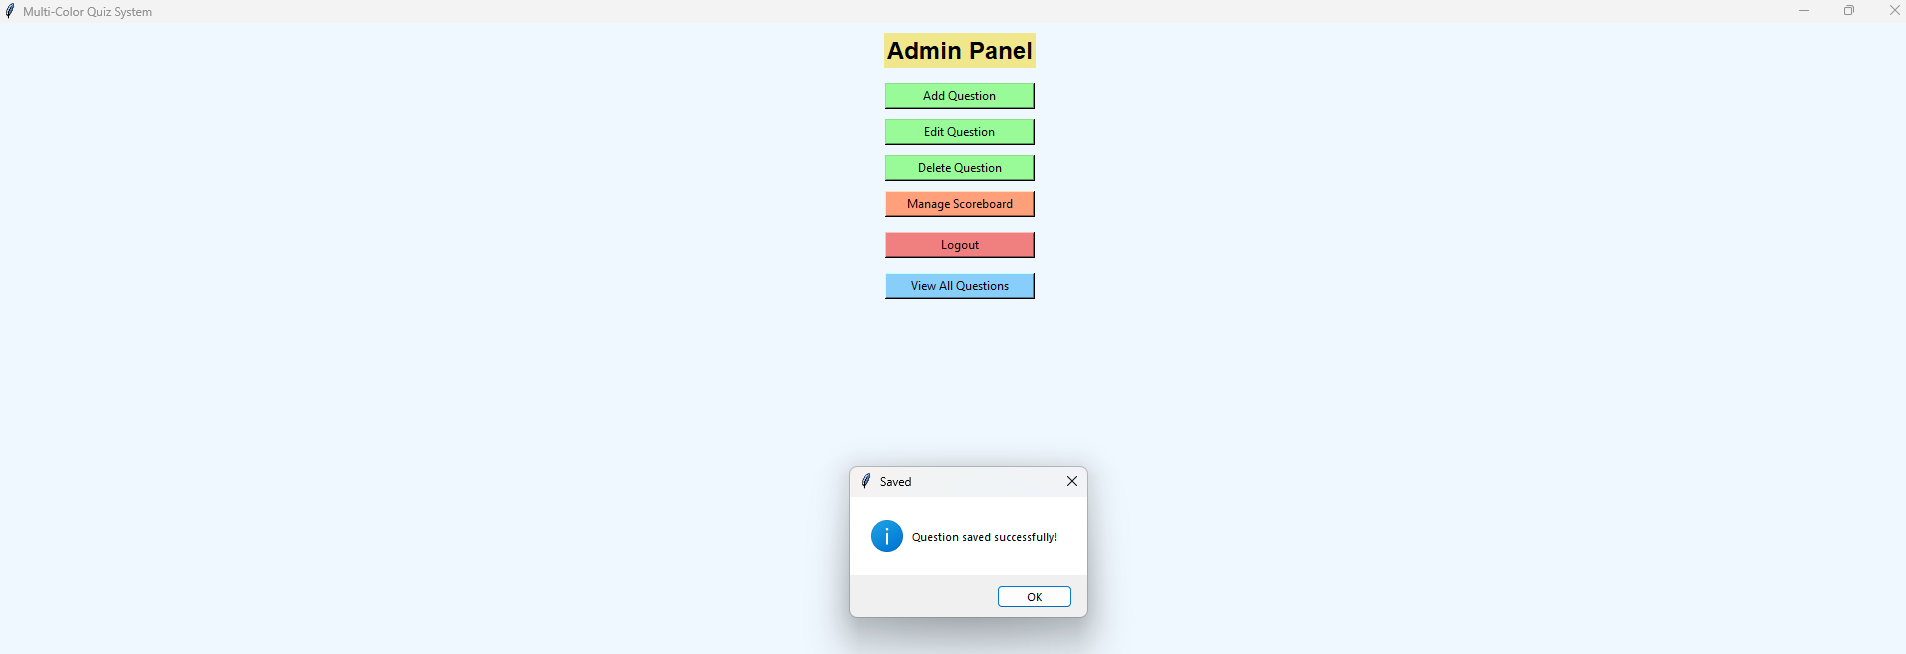 Multi-Color Quiz System
Admin Panel
Add Question
Edit Question
Delete Question
Manage Scoreboard
Logout
View All Questions
Saved
Question saved successfully!
OK